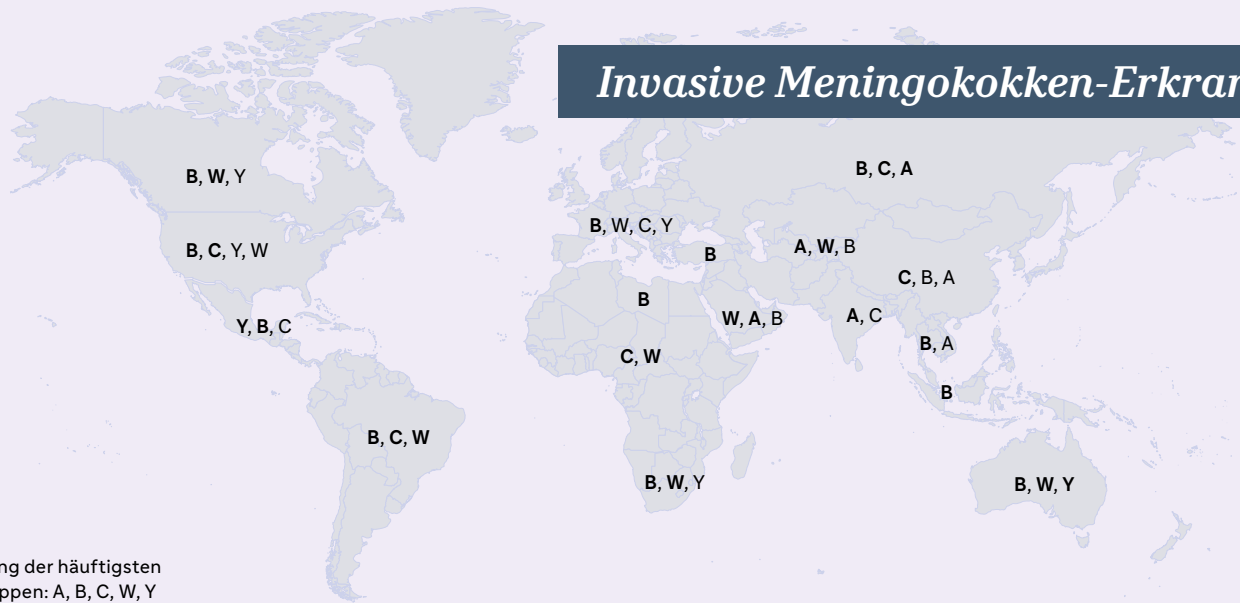 Invasive Meningokokken-Erkran
B, W, Y
B, C, A
B, W, C, Y
B, C, Y, W
B
A, W, B
C, B, A
B
W, A, B
A, C
Y, B, C
B, A
C, W
B
B, C, W
B, W, Y
B, W, Y
ng der häuftigsten
ppen: A, B, C, W, Y